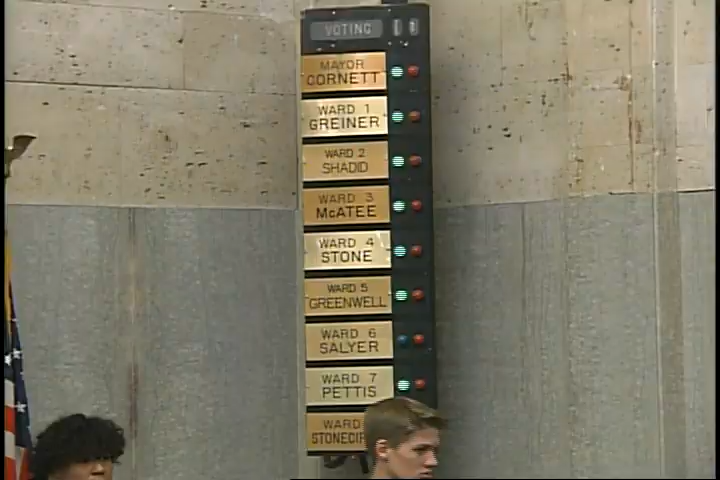 VOTING
MAYOR
CORNETT
WARD 1
GREINER
WARD 2
SHADID
WARD 3
McATEE
WARD 4
STONE
WARD 5
GREENWELL
WARD 6
SALYER
WARD 7
PETTIS
WARD